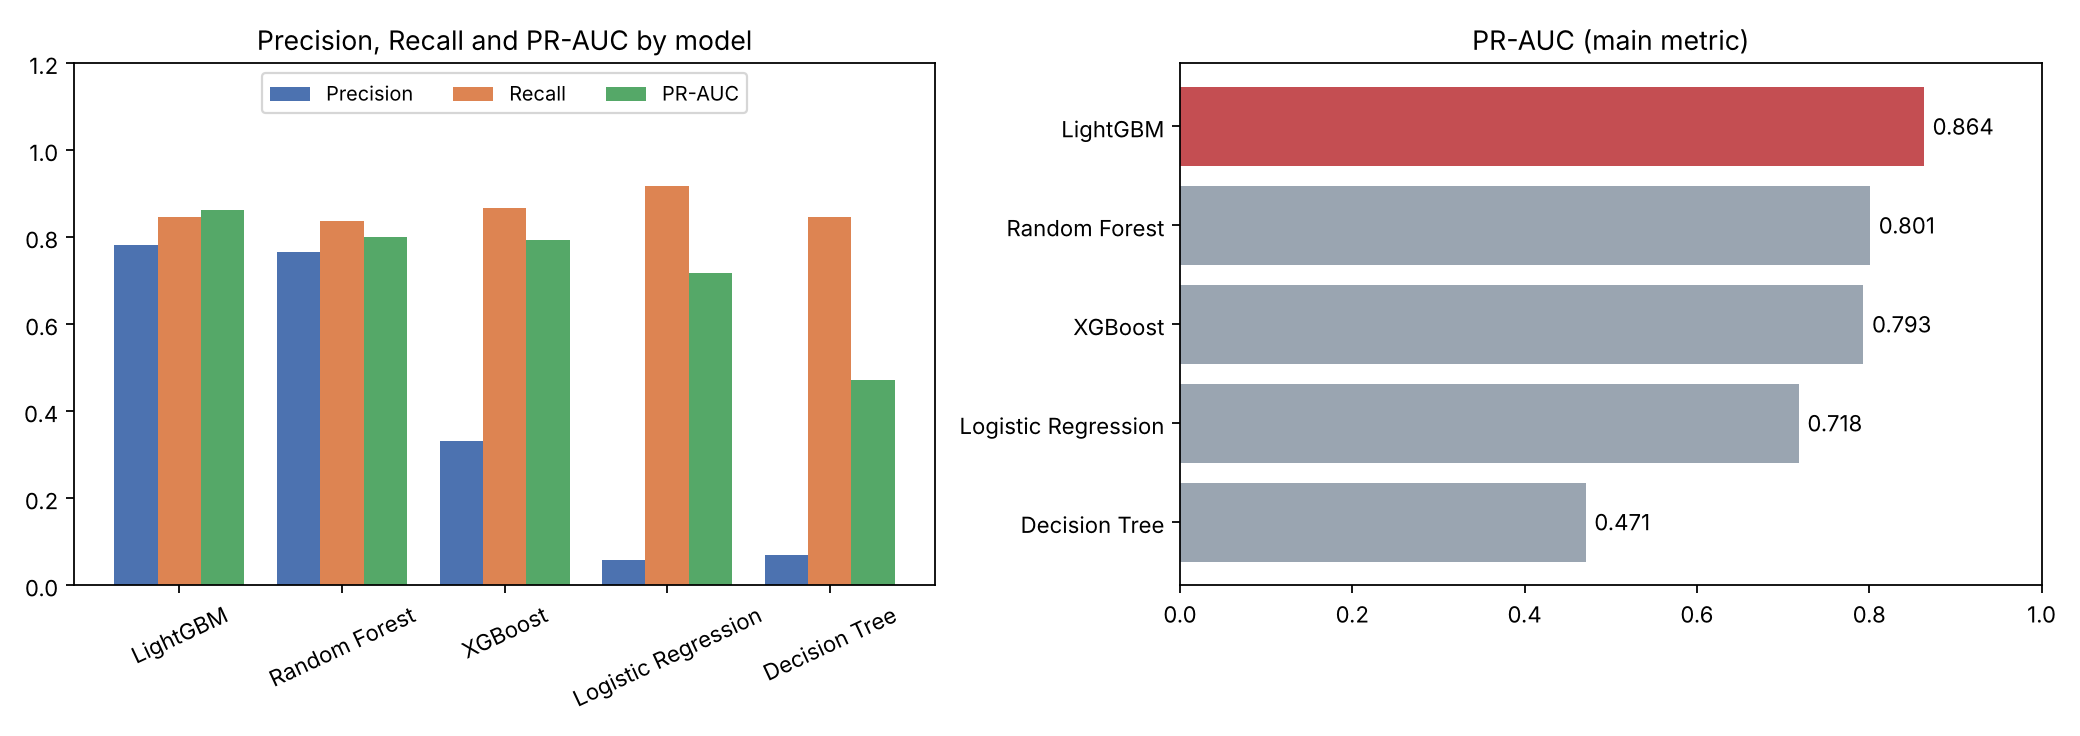 Precision, Recall and PR-AUC by model
Precision Recall PR-AUC
1.2
1.0
0.8
0.6
0.4
0.2
0.0
LightGBM
Random Forest
XGBoost
Logistic Regression
Decision Tree
PR-AUC (main metric)
LightGBM 0.864
Random Forest 0.801
XGBoost 0.793
Logistic Regression 0.718
Decision Tree 0.471
0.0 0.2 0.4 0.6 0.8 1.0